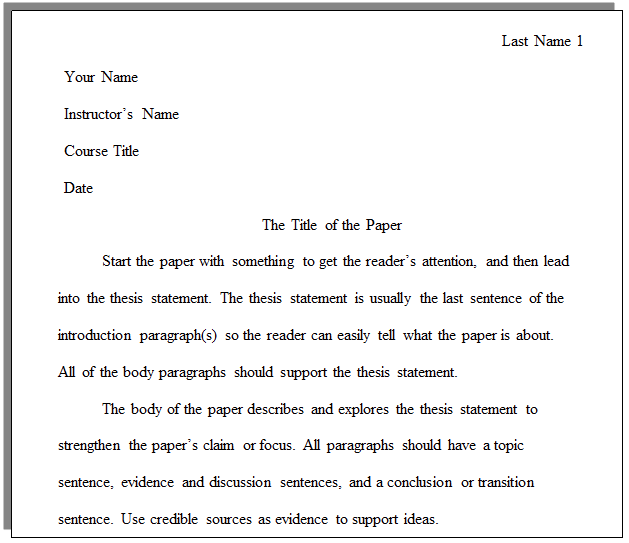 Last Name 1
Your Name
Instructor’s Name
Course Title
Date
The Title of the Paper
Start the paper with something to get the reader’s attention, and then lead
into the thesis statement. The thesis statement is usually the last sentence of the
introduction paragraph(s) so the reader can easily tell what the paper is about.
All of the body paragraphs should support the thesis statement.
The body of the paper describes and explores the thesis statement to
strengthen the paper’s claim or focus. All paragraphs should have a topic
sentence, evidence and discussion sentences, and a conclusion or transition
sentence. Use credible sources as evidence to support ideas.